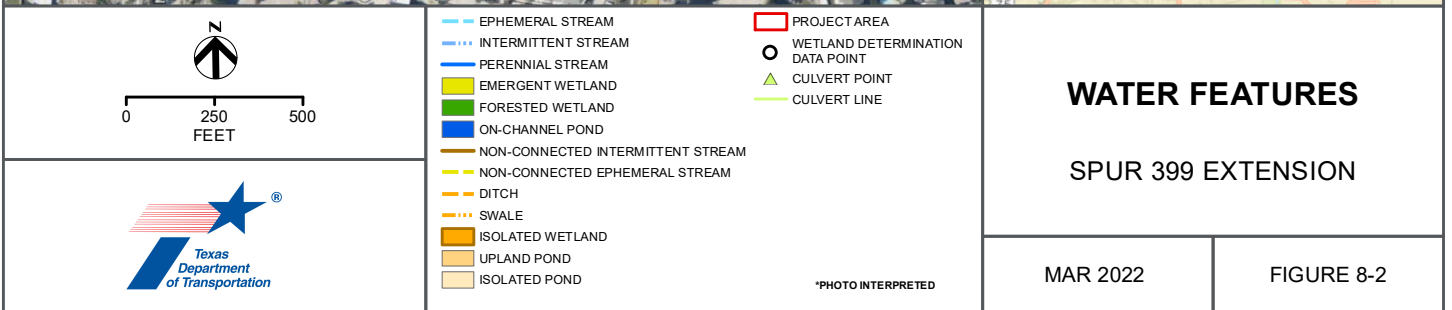 N
0 250 500
FEET
Texas
Department
of Transportation
®
EPHEMERAL STREAM
INTERMITTENT STREAM
PERENNIAL STREAM
EMERGENT WETLAND
FORESTED WETLAND
ON-CHANNEL POND
NON-CONNECTED INTERMITTENT STREAM
NON-CONNECTED EPHEMERAL STREAM
DITCH
SWALE
ISOLATED WETLAND
UPLAND POND
ISOLATED POND
PROJECT AREA
WETLAND DETERMINATION
DATA POINT
CULVERT POINT
CULVERT LINE
*PHOTO INTERPRETED
WATER FEATURES
SPUR 399 EXTENSION
MAR 2022
FIGURE 8-2